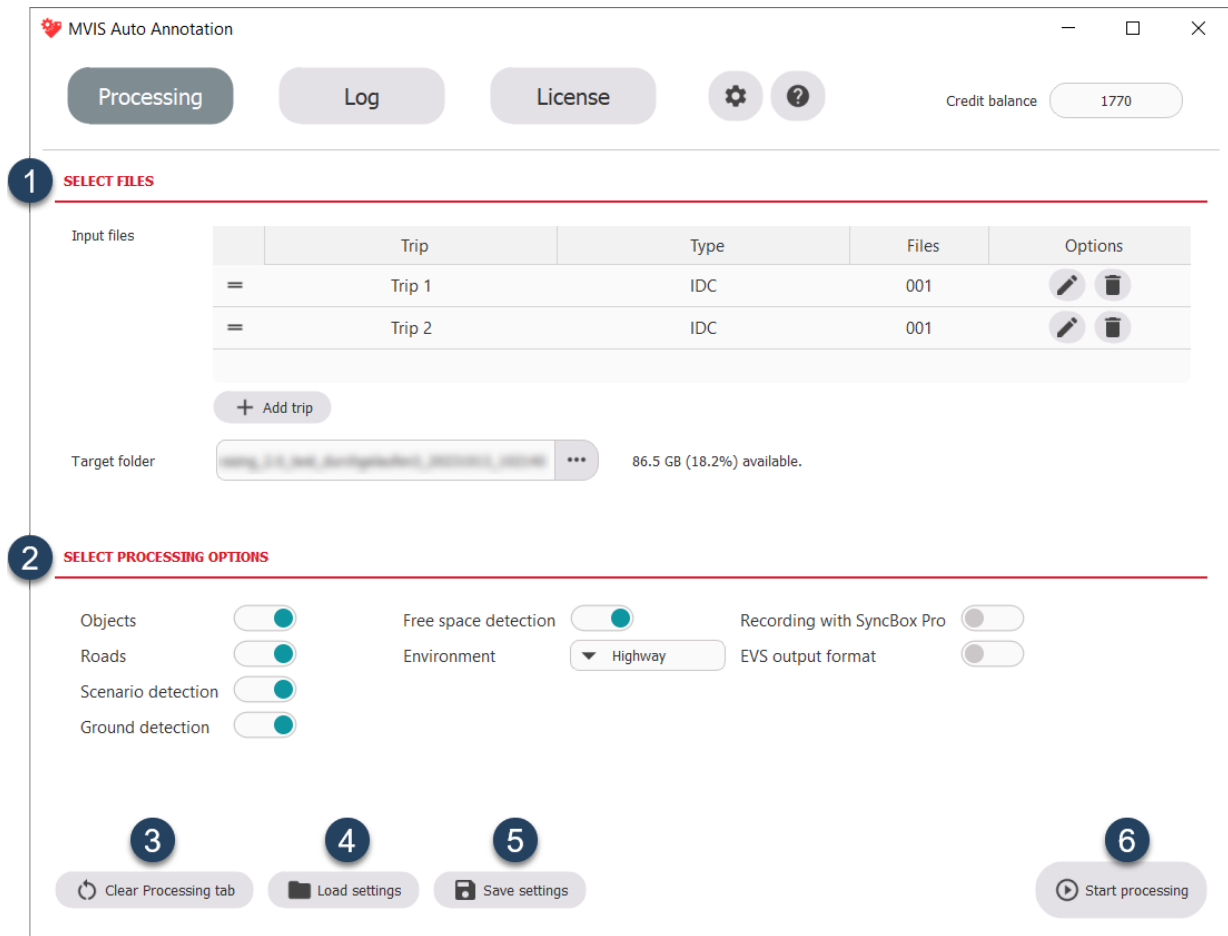 MVIS Auto Annotation
Processing Log License Credit balance 1770
1 SELECT FILES
Input files
Trip Type Files Options
Trip 1 IDC 001
Trip 2 IDC 001
Add trip
Target folder 86.5 GB (18.2%) available.
2 SELECT PROCESSING OPTIONS
Objects Free space detection Recording with SyncBox Pro
Roads Environment Highway EVS output format
Scenario detection
Ground detection
3 4 5 6
Clear Processing tab Load settings Save settings Start processing